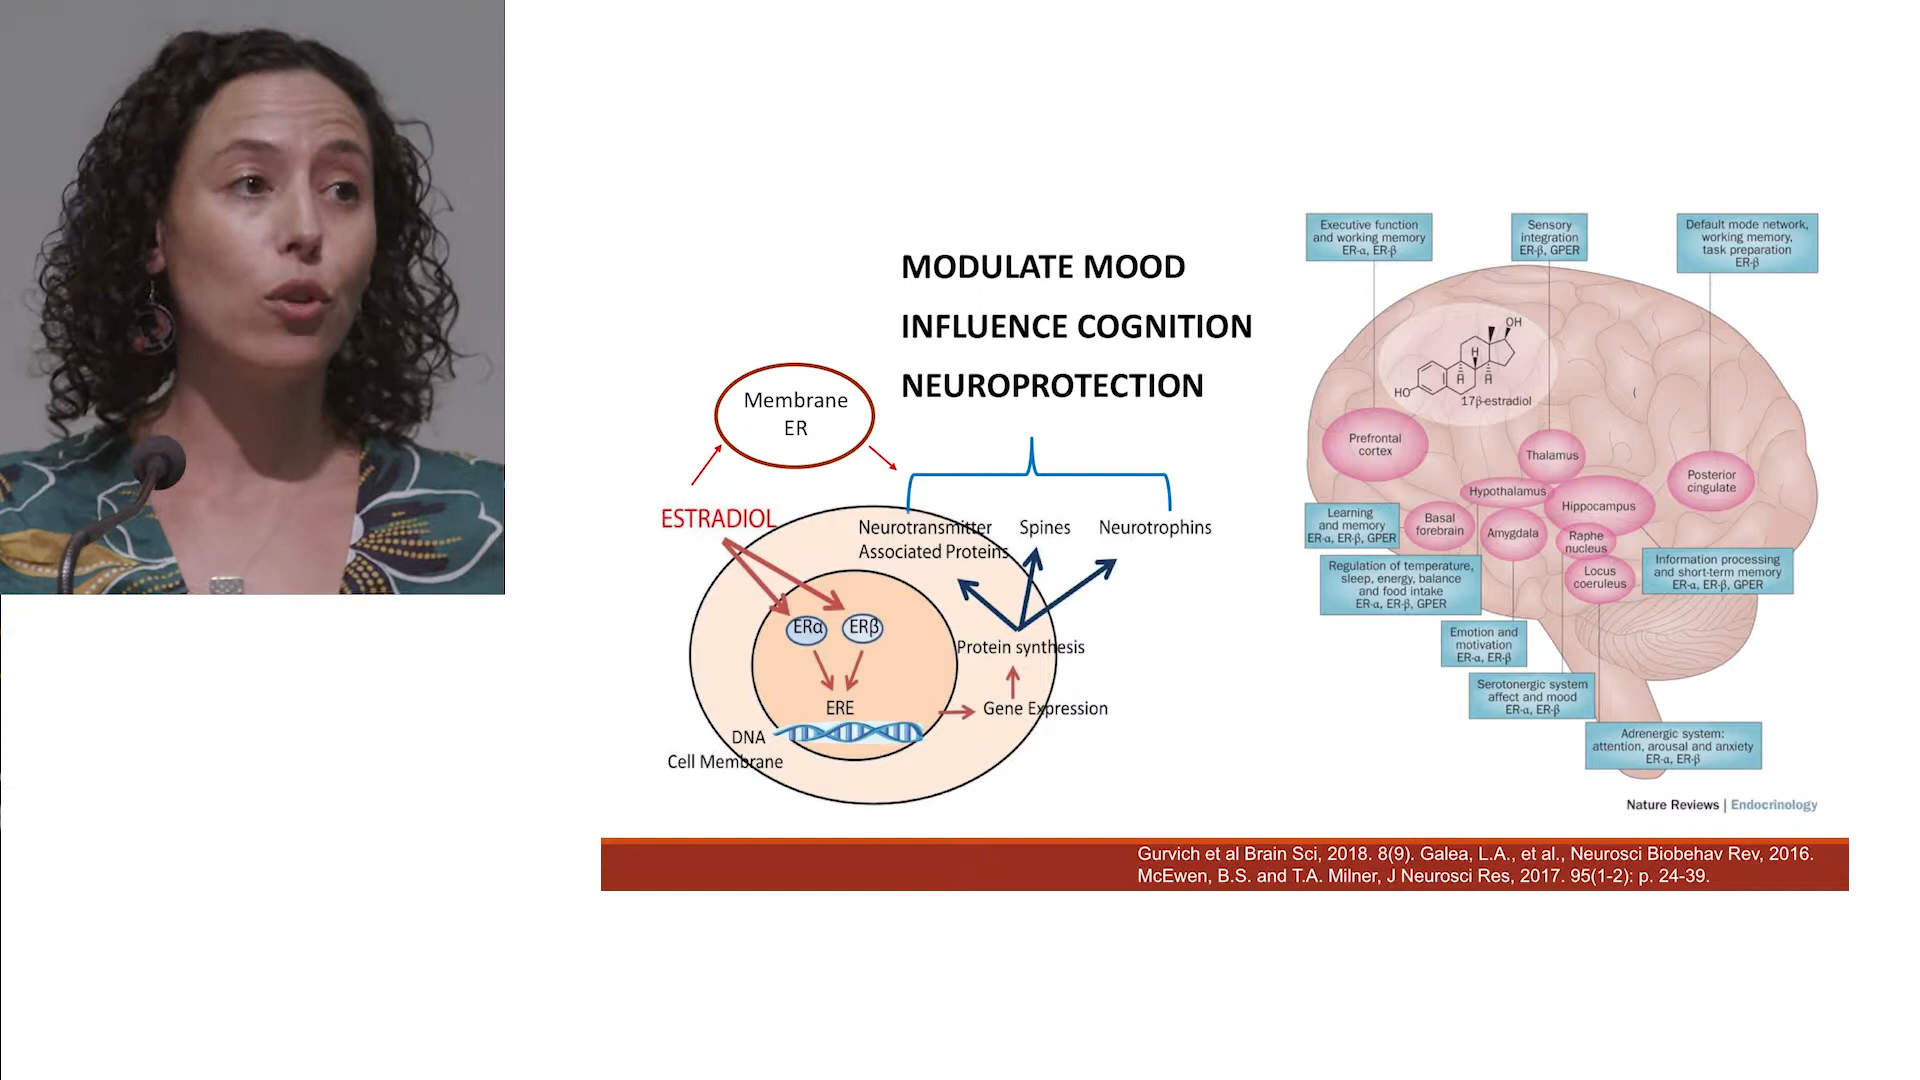 MODULATE MOOD
INFLUENCE COGNITION
NEUROPROTECTION
Membrane
ER
ESTRADIOL
Neurotransmitter
Associated Proteins
Spines
Neurotrophins
ERα
ERβ
Protein synthesis
ERE
Gene Expression
DNA
Cell Membrane
Executive function
and working memory
ER-α, ER-β
Sensory
integration
ER-β, GPER
Default mode network,
working memory,
task preparation
ER-β
OH
H
H
H
HO
17β-estradiol
Prefrontal
cortex
Thalamus
Posterior
cingulate
Hypothalamus
Hippocampus
Learning
and memory
ER-α, ER-β, GPER
Basal
forebrain
Amygdala
Raphe
nucleus
Locus
coeruleus
Information processing
and short-term memory
ER-α, ER-β, GPER
Regulation of temperature,
sleep, energy, balance
and food intake
ER-α, ER-β, GPER
Emotion and
motivation
ER-α, ER-β
Serotonergic system
affect and mood
ER-α, ER-β
Adrenergic system:
attention, arousal and anxiety
ER-α, ER-β
Nature Reviews | Endocrinology
Gurvich et al Brain Sci, 2018. 8(9). Galea, L.A., et al., Neurosci Biobehav Rev, 2016.
McEwen, B.S. and T.A. Milner, J Neurosci Res, 2017. 95(1-2): p. 24-39.